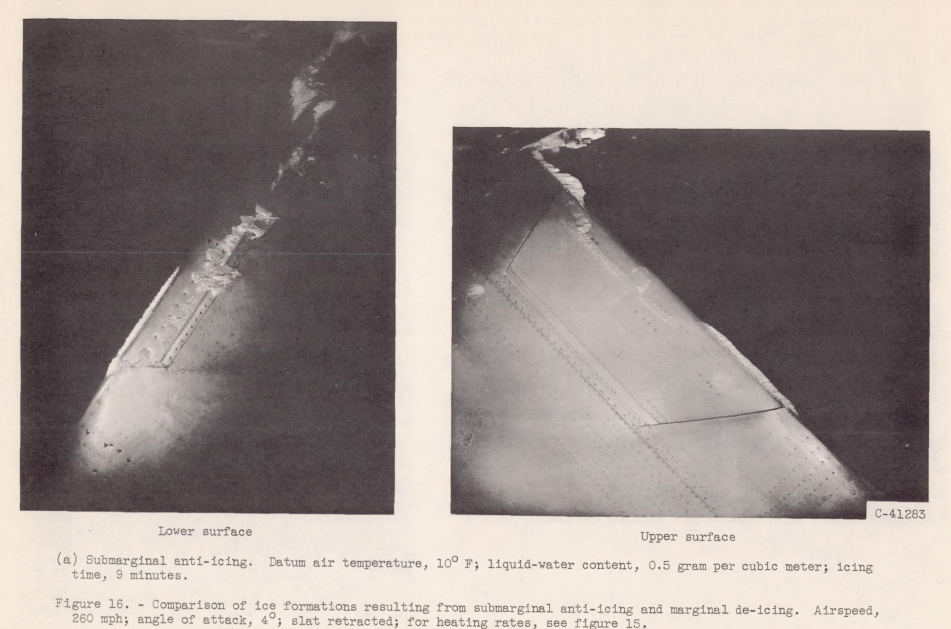 C-41283
Lower surface
Upper surface
(a) Submarginal anti-icing. Datum air temperature, 10° F; liquid-water content, 0.5 gram per cubic meter; icing
time, 9 minutes.
Figure 16. - Comparison of ice formations resulting from submarginal anti-icing and marginal de-icing. Airspeed,
260 mph; angle of attack, 4°; slat retracted; for heating rates, see figure 15.